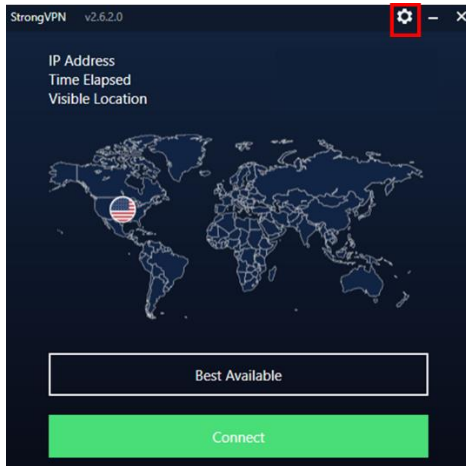 StrongVPN v2.6.2.0
IP Address
Time Elapsed
Visible Location
Best Available
Connect